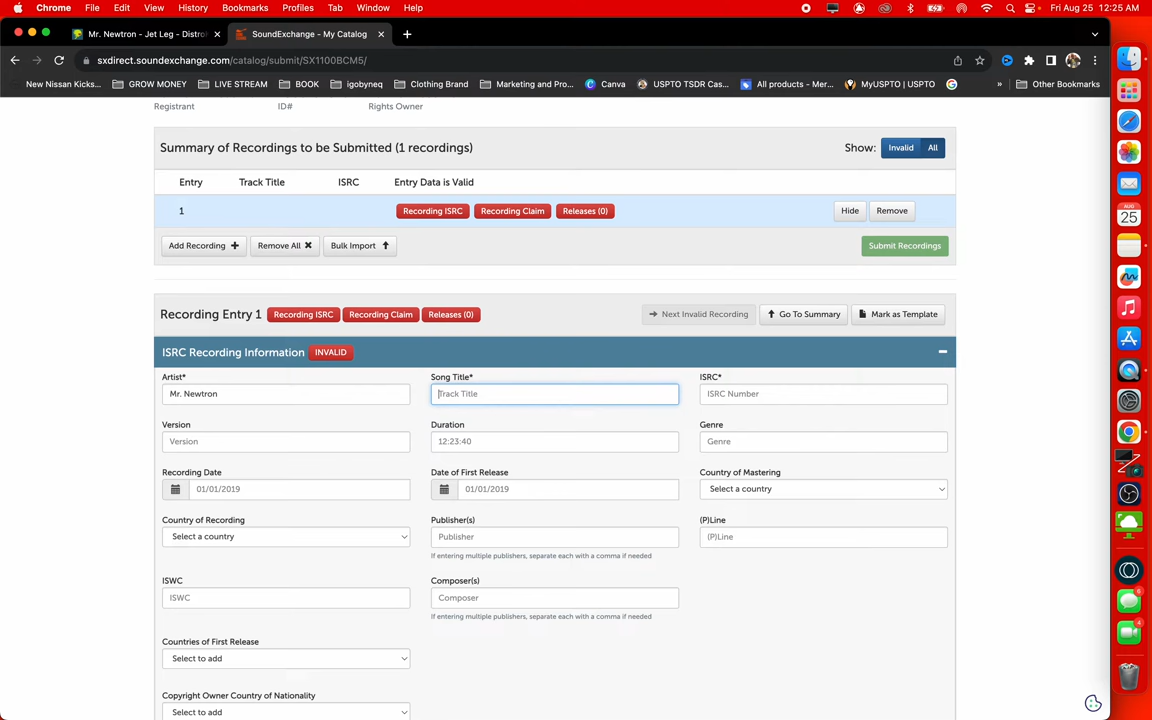 Chrome File Edit View History Bookmarks Profiles Tab Window Help Fri Aug 25 12:25 AM
Mr. Newtron - Jet Leg - Distrok SoundExchange - My Catalog
sxdirect.soundexchange.com/catalog/submit/SX1100BCM5/
New Nissan Kicks... GROW MONEY LIVE STREAM BOOK igobyneq Clothing Brand Marketing and Pro... Canva USPTO TSDR Cas... All products - Mer... MyUSPTO | USPTO » Other Bookmarks
Registrant ID# Rights Owner
Summary of Recordings to be Submitted (1 recordings) Show: Invalid All
Entry Track Title ISRC Entry Data is Valid
1 Recording ISRC Recording Claim Releases (0) Hide Remove
Add Recording Remove All Bulk Import Submit Recordings
Recording Entry 1 Recording ISRC Recording Claim Releases (0) Next Invalid Recording Go To Summary Mark as Template
ISRC Recording Information INVALID
Artist* Song Title* ISRC*
Mr. Newtron Track Title ISRC Number
Version Duration Genre
Version 12:23:40 Genre
Recording Date Date of First Release Country of Mastering
01/01/2019 01/01/2019 Select a country
Country of Recording Publisher(s) (P)Line
Select a country Publisher (P)Line
If entering multiple publishers, separate each with a comma if needed
ISWC Composer(s)
ISWC Composer
If entering multiple publishers, separate each with a comma if needed
Countries of First Release
Select to add
Copyright Owner Country of Nationality
Select to add
AUG
25
6
4